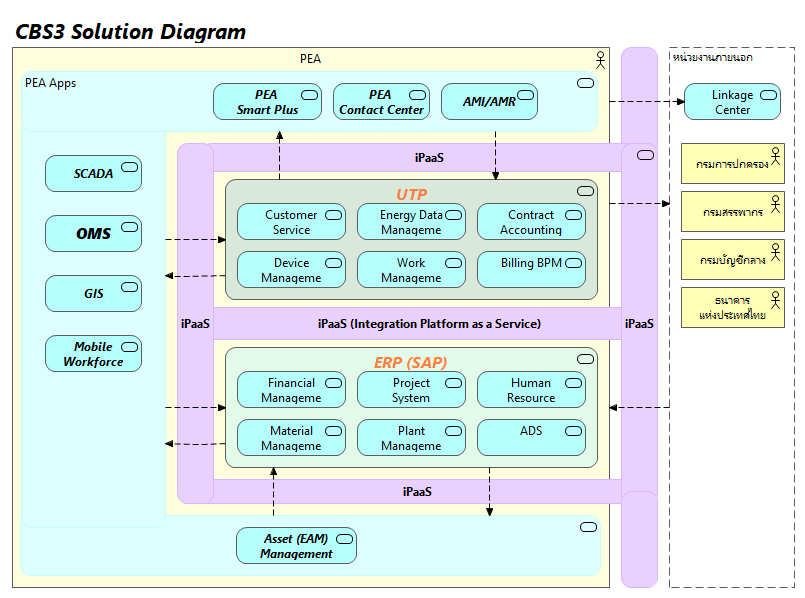 CBS3 Solution Diagram
PEA
หน่วยงานภายนอก
PEA Apps
PEA
Smart Plus
PEA
Contact Center
AMI/AMR
Linkage
Center
iPaaS
SCADA
OMS
GIS
Mobile
Workforce
UTP
Customer
Service
Energy Data
Manageme
Contract
Accounting
Device
Manageme
Work
Manageme
Billing BPM
กรมการปกครอง
กรมสรรพากร
กรมบัญชีกลาง
ธนาคาร
แห่งประเทศไทย
iPaaS
iPaaS (Integration Platform as a Service)
iPaaS
ERP (SAP)
Financial
Manageme
Project
System
Human
Resource
Material
Manageme
Plant
Manageme
ADS
iPaaS
Asset (EAM)
Management